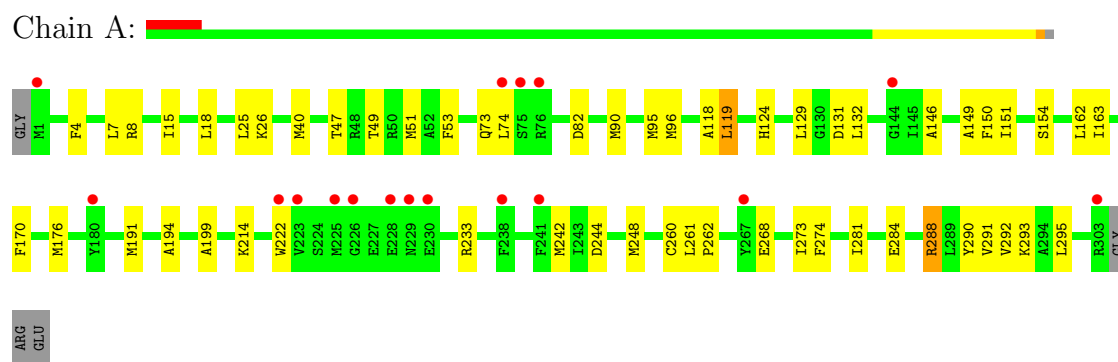 Chain A:
GLY M1 F4 L7 R8 I15 L18 L25 K26 M40 T47 R48 T49 R50 M51 A52 F53 Q73 L74 S75 R76 D82 M90 M95 M96 A118 L119 H124 L129 G130 D131 L132 G144 I145 A146 A149 F150 I151 S154 L162 I163
F170 M176 Y180 M191 A194 A199 K214 W222 V223 S224 M225 G226 E227 E228 N229 E230 R233 F238 F241 M242 I243 D244 M248 C260 L261 P262 Y267 E268 I273 F274 I281 E284 R288 L289 Y290 V291 V292 K293 A294 L295 R303 GLY
ARG GLU